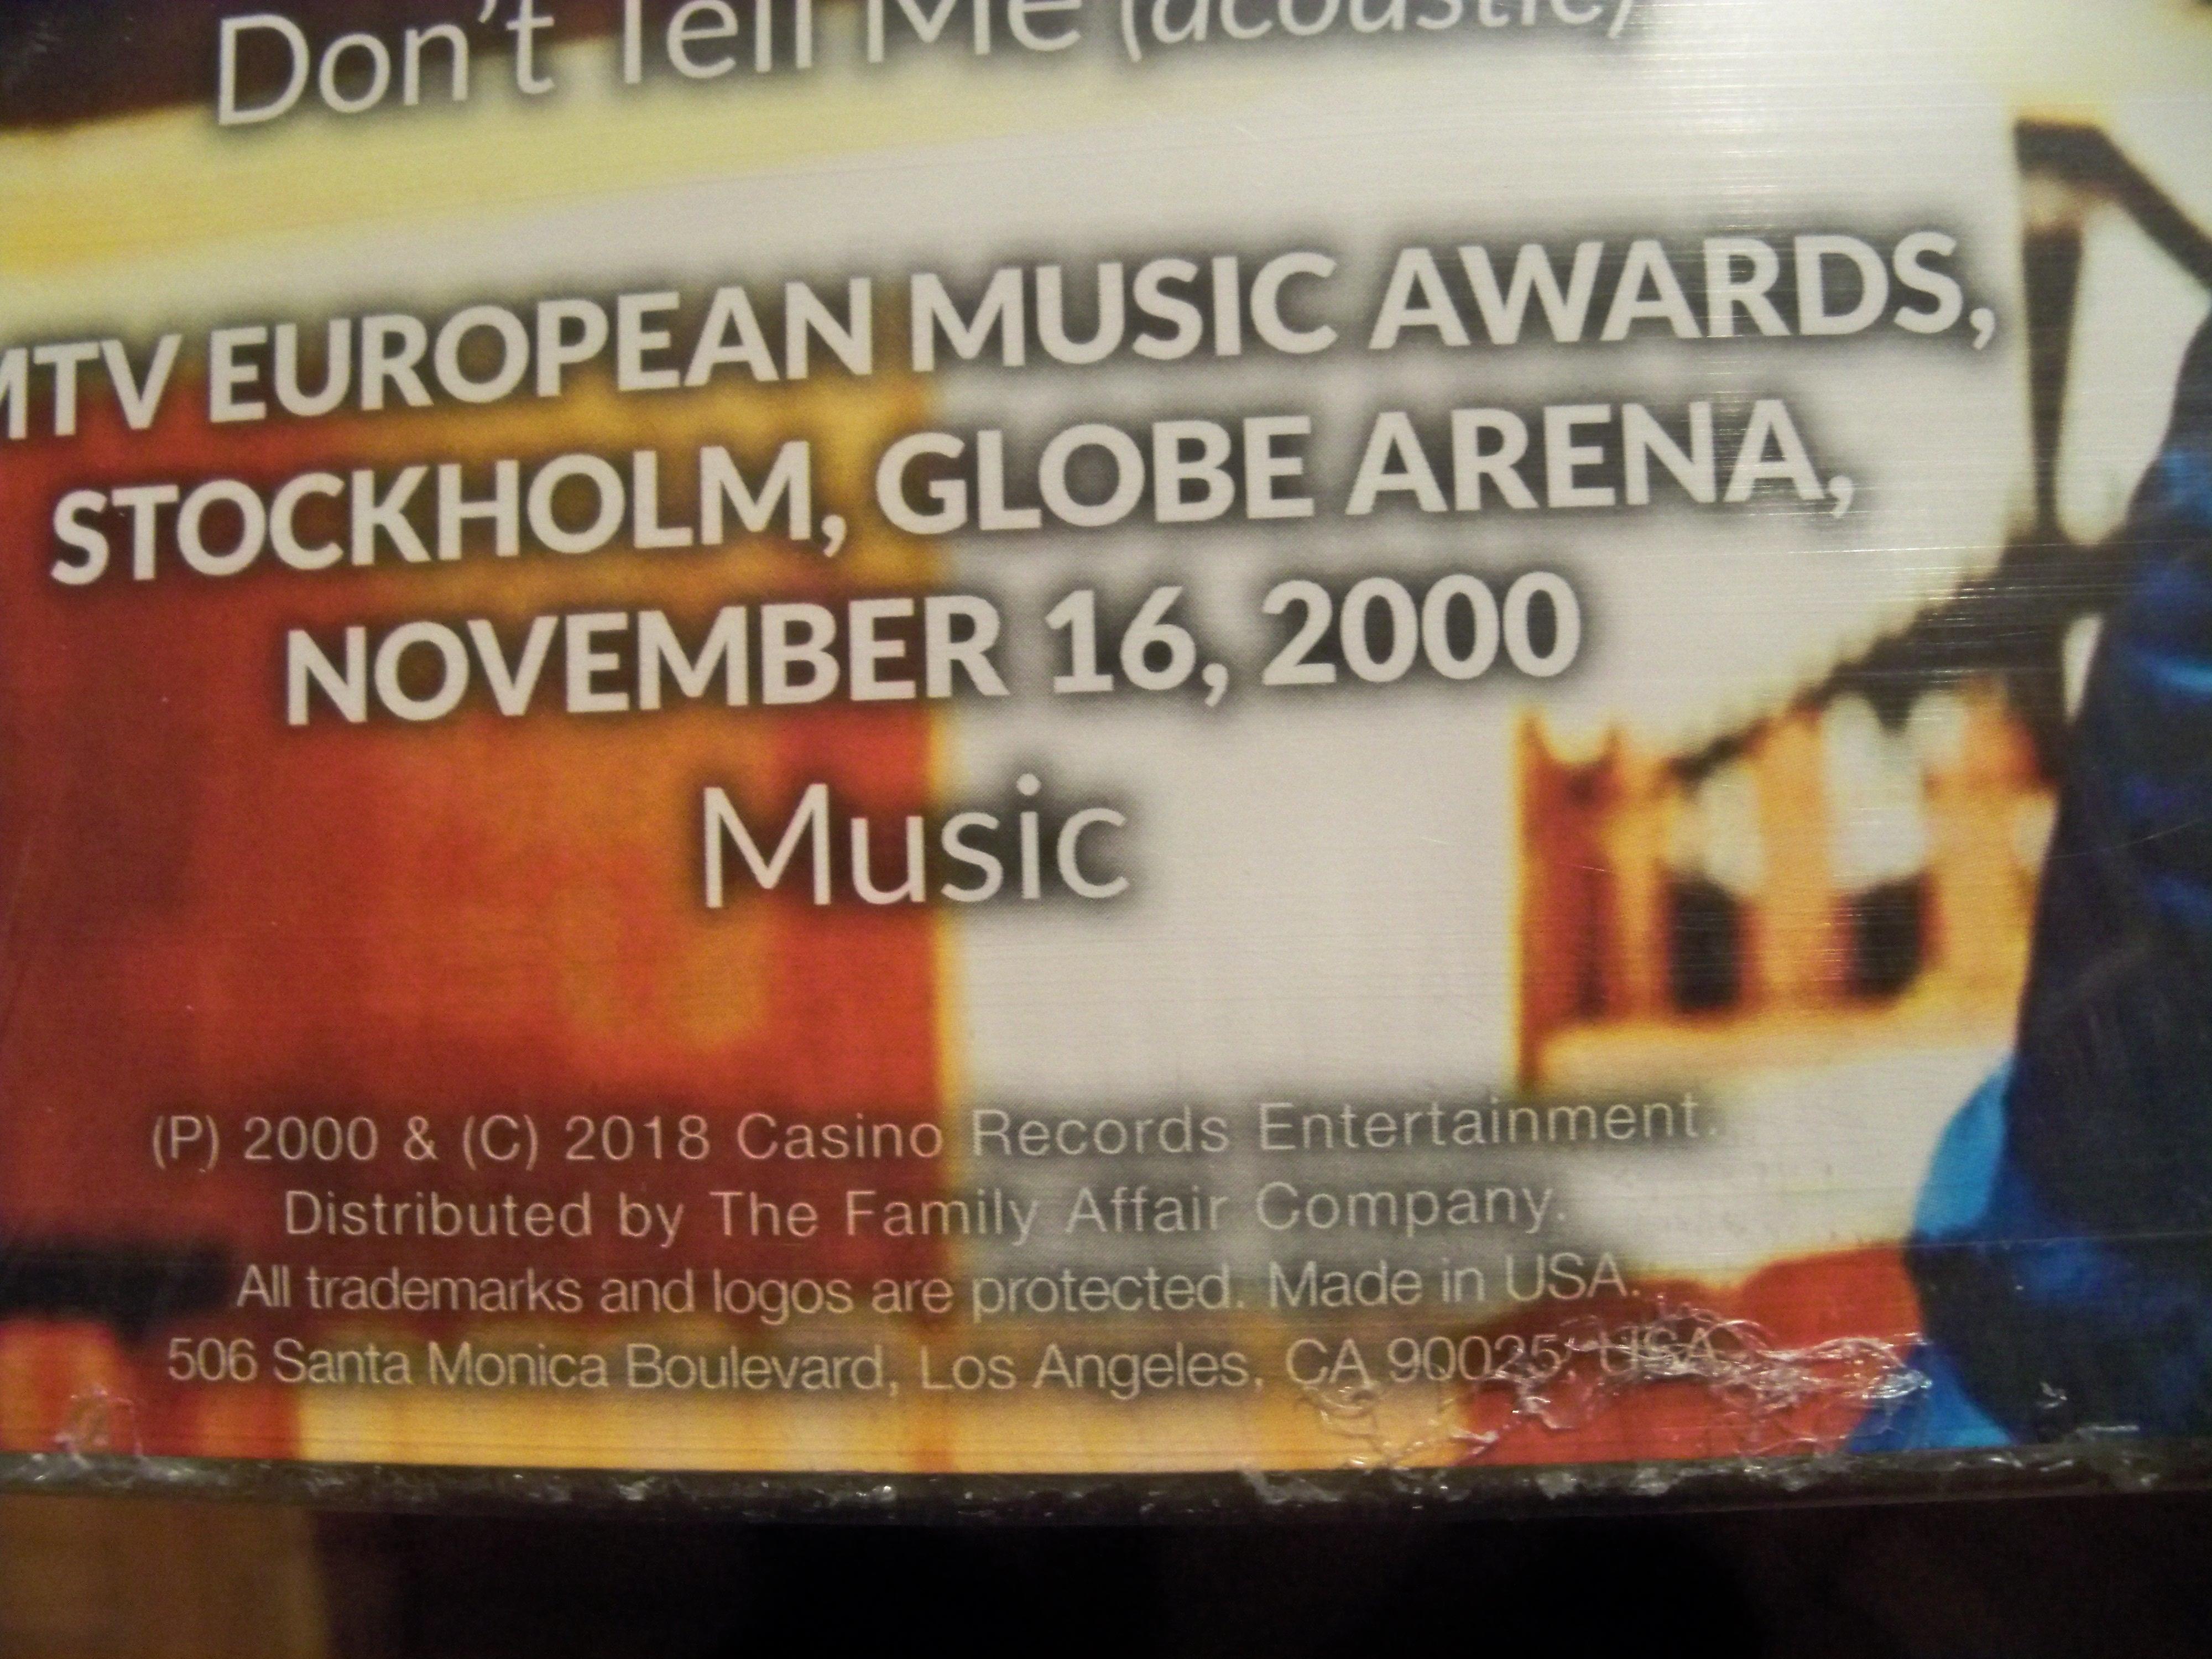 Don't Tell Me (acoustic)
MTV EUROPEAN MUSIC AWARDS,
STOCKHOLM, GLOBE ARENA,
NOVEMBER 16, 2000
Music
(P) 2000 & (C) 2018 Casino Records Entertainment.
Distributed by The Family Affair Company.
All trademarks and logos are protected. Made in USA.
506 Santa Monica Boulevard, Los Angeles, CA 90025, USA